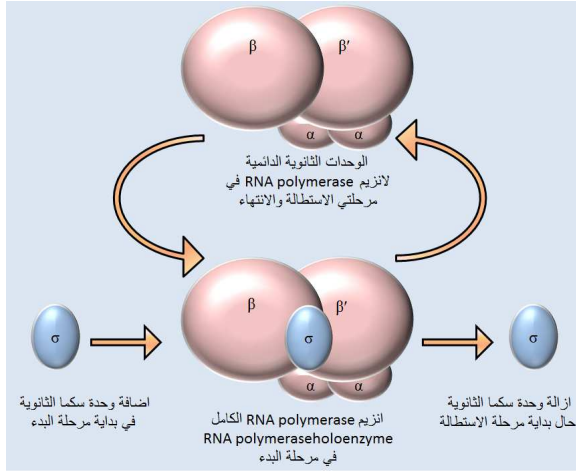 β β′
α α
الوحدات الثانوية الدائمية
لانزيم RNA polymerase في
مرحلتي الاستطالة والانتهاء
β β′
σ σ σ
α α
اضافة وحدة سكما الثانوية
في بداية مرحلة البدء
انزيم RNA polymerase الكامل
RNA polymeraseholoenzyme
في مرحلة البدء
ازالة وحدة سكما الثانوية
حال بداية مرحلة الاستطالة